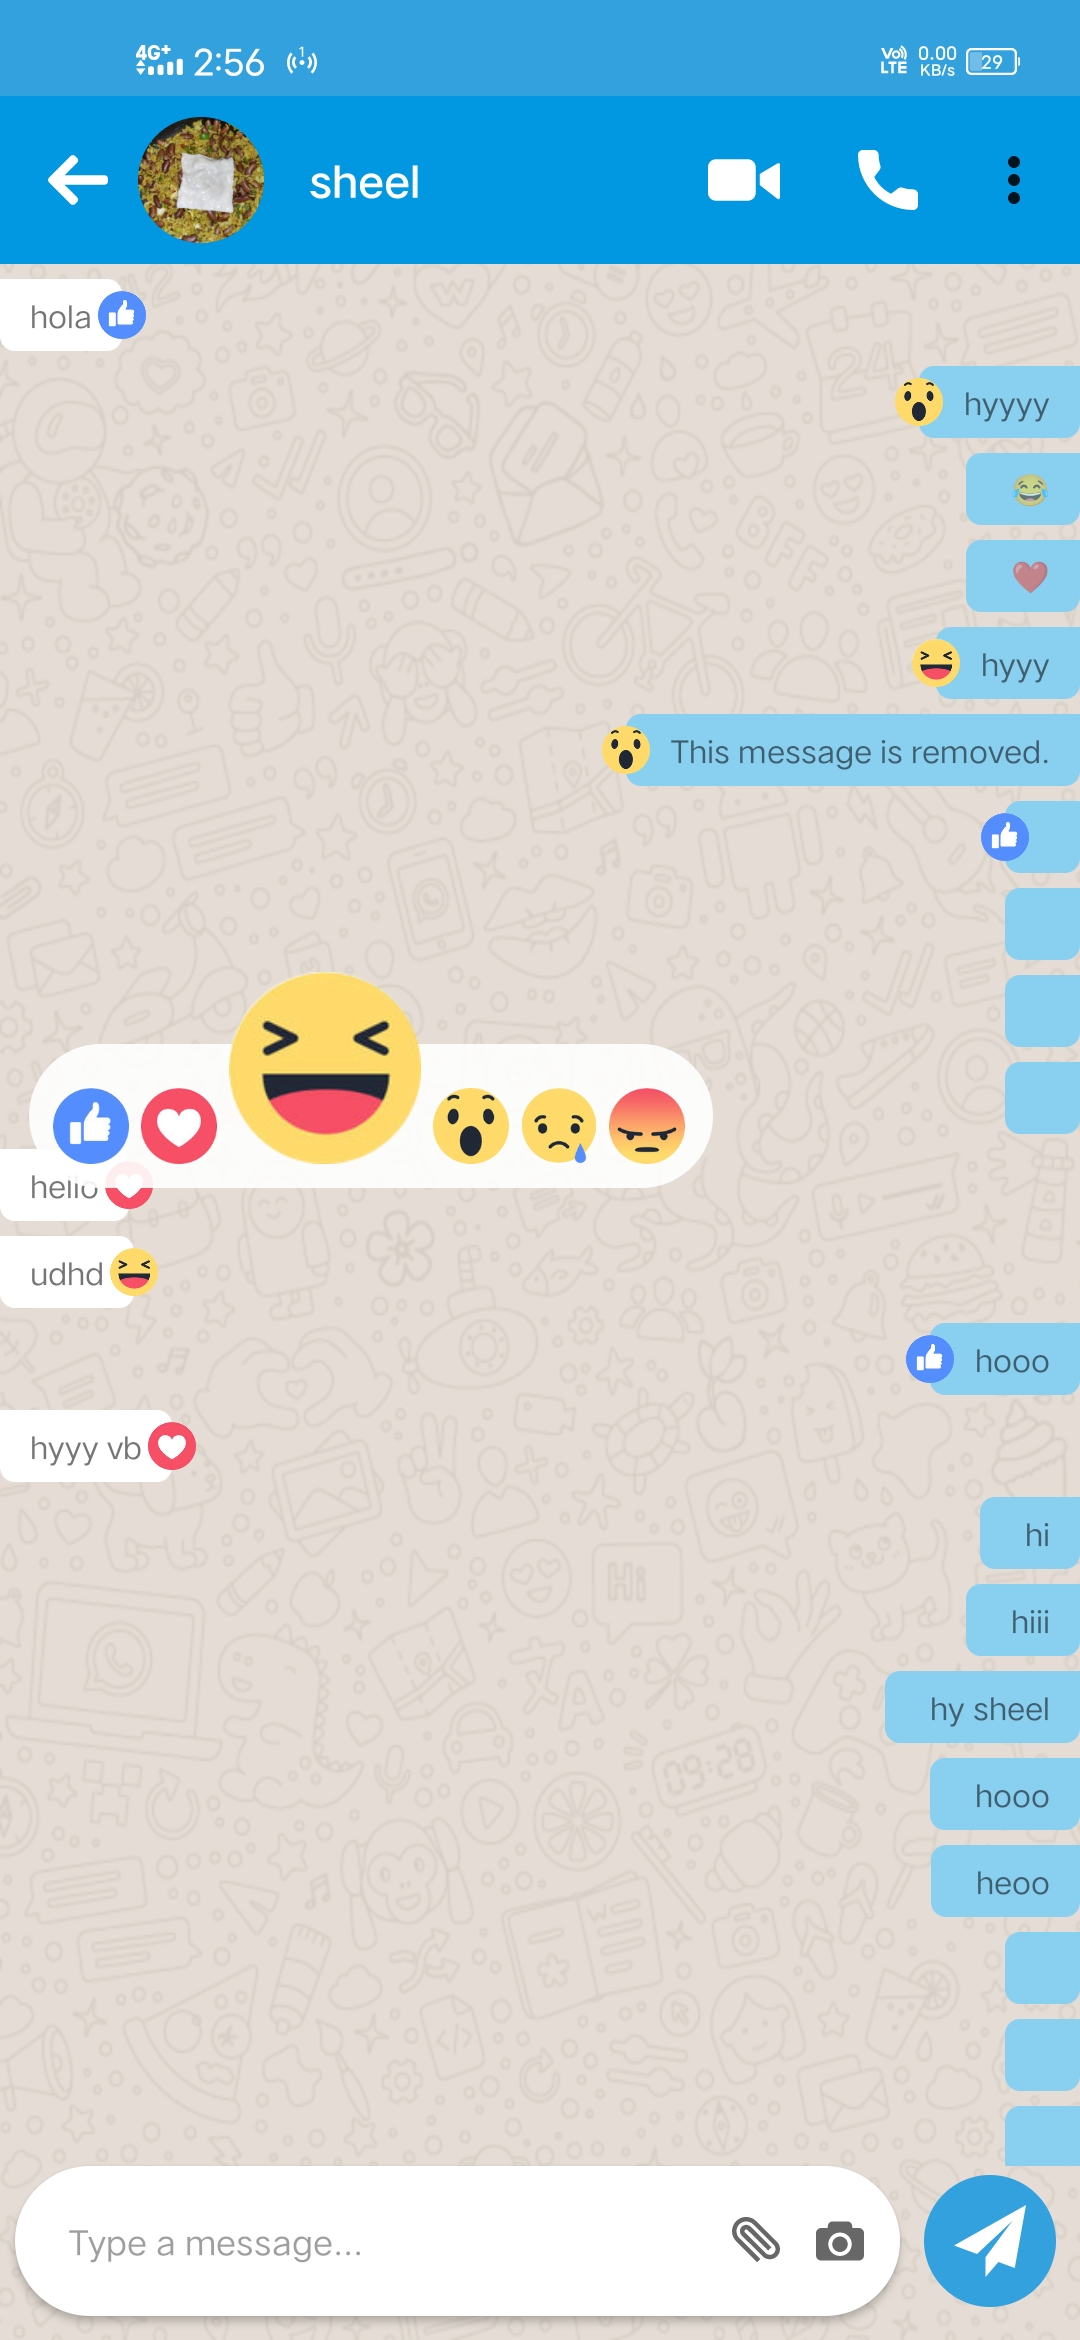 4G+ 2:56 1 Vo) LTE 0.00 KB/s 29
sheel
hola
hyyyy
😂
❤️
hyyy
This message is removed.
hello
udhd
hooo
hyyy vb
hi
hiii
hy sheel
hooo
heoo
Type a message...